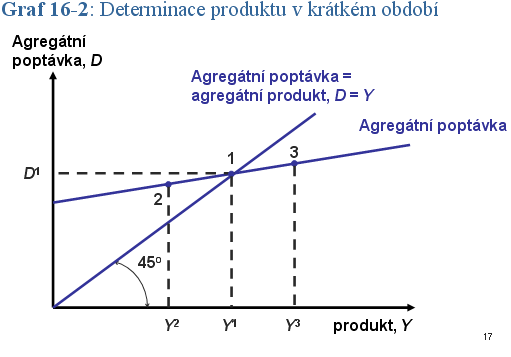 Graf 16-2: Determinace produktu v krátkém období
Agregátní
poptávka, D
Agregátní poptávka =
agregátní produkt, D = Y
Agregátní poptávka
1
3
D¹
2
45º
Y² Y¹ Y³ produkt, Y
17